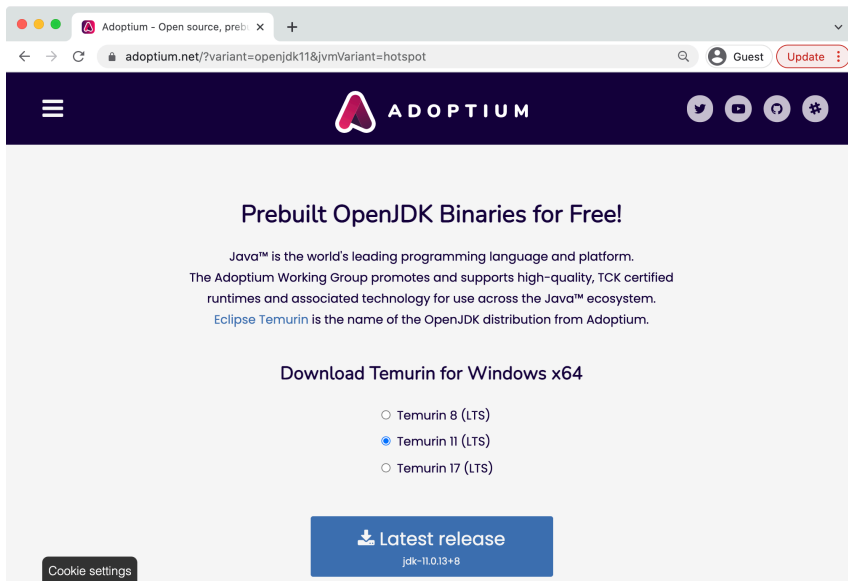 Adoptium - Open source, preb
adoptium.net/?variant=openjdk11&jvmVariant=hotspot
Guest
Update
ADOPTIUM
Prebuilt OpenJDK Binaries for Free!
Java™ is the world's leading programming language and platform.
The Adoptium Working Group promotes and supports high-quality, TCK certified
runtimes and associated technology for use across the Java™ ecosystem.
Eclipse Temurin is the name of the OpenJDK distribution from Adoptium.
Download Temurin for Windows x64
Temurin 8 (LTS)
Temurin 11 (LTS)
Temurin 17 (LTS)
Latest release
jdk-11.0.13+8
Cookie settings